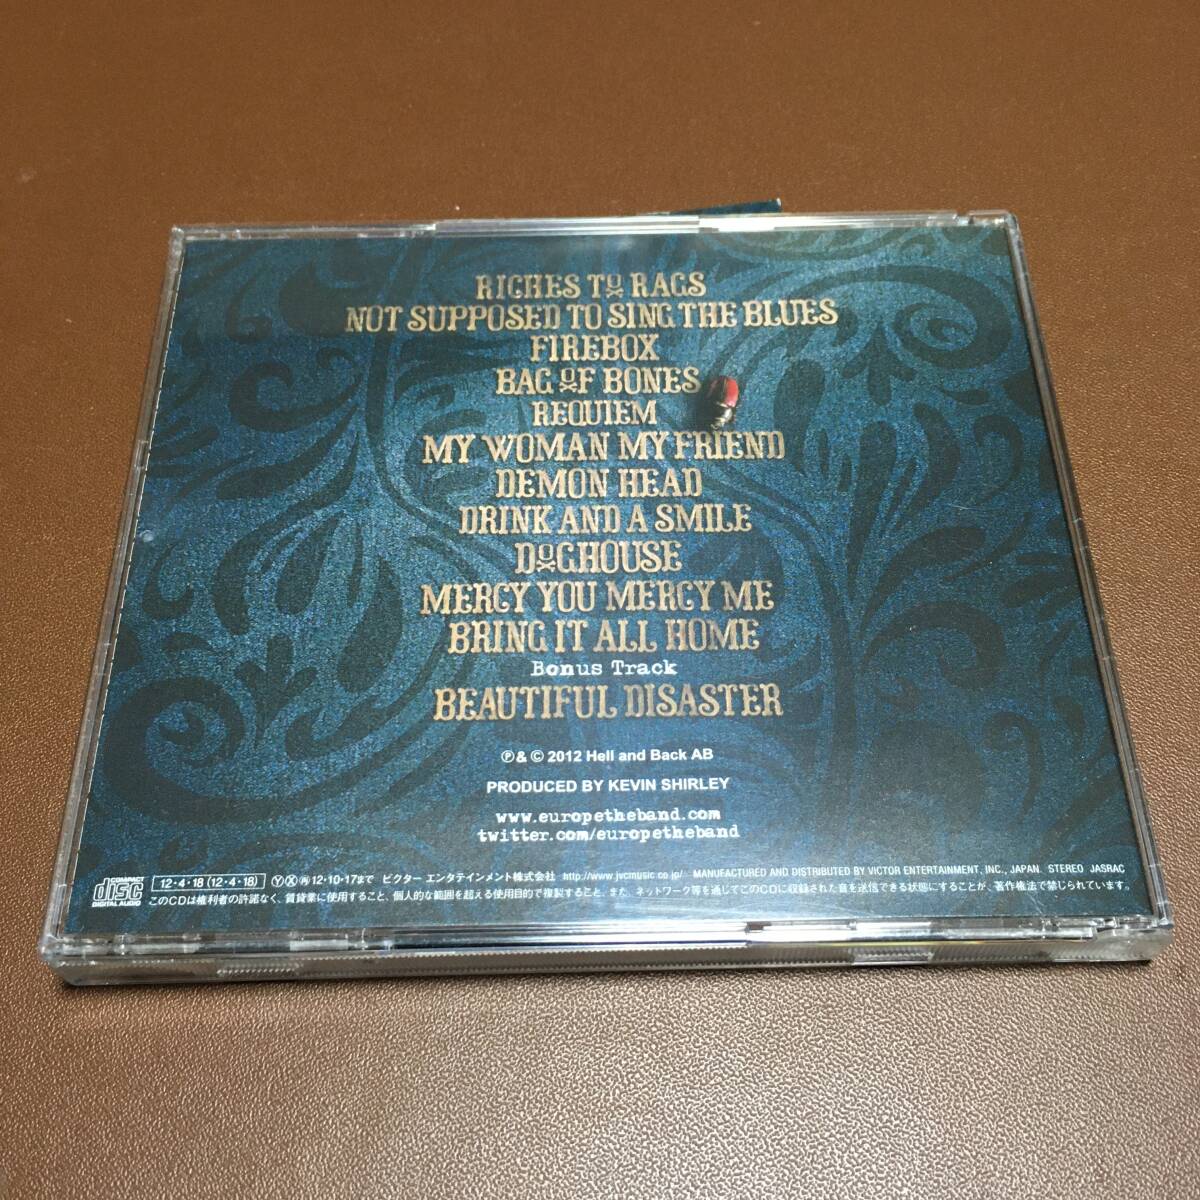 RICHES TO RAGS
NOT SUPPOSED TO SING THE BLUES
FIREBOX
BAG OF BONES
REQUIEM
MY WOMAN MY FRIEND
DEMON HEAD
DRINK AND A SMILE
DOGHOUSE
MERCY YOU MERCY ME
BRING IT ALL HOME
Bonus Track
BEAUTIFUL DISASTER
Ⓟ & © 2012 Hell and Back AB
PRODUCED BY KEVIN SHIRLEY
www.europetheband.com
twitter.com/europetheband
COMPACT disc DIGITAL AUDIO
12・4・18 (12・4・18) Ⓨ Ⓧ 12・10・17まで ビクター エンタテインメント株式会社 http://www.jvcmusic.co.jp/ MANUFACTURED AND DISTRIBUTED BY VICTOR ENTERTAINMENT, INC., JAPAN STEREO JASRAC
このCDは権利者の許諾なく、賃貸業に使用すること、個人的な範囲を超える使用目的で複製すること、また、ネットワーク等を通じてこのCDに収録された音を送信できる状態にすることが、著作権法で禁じられています。